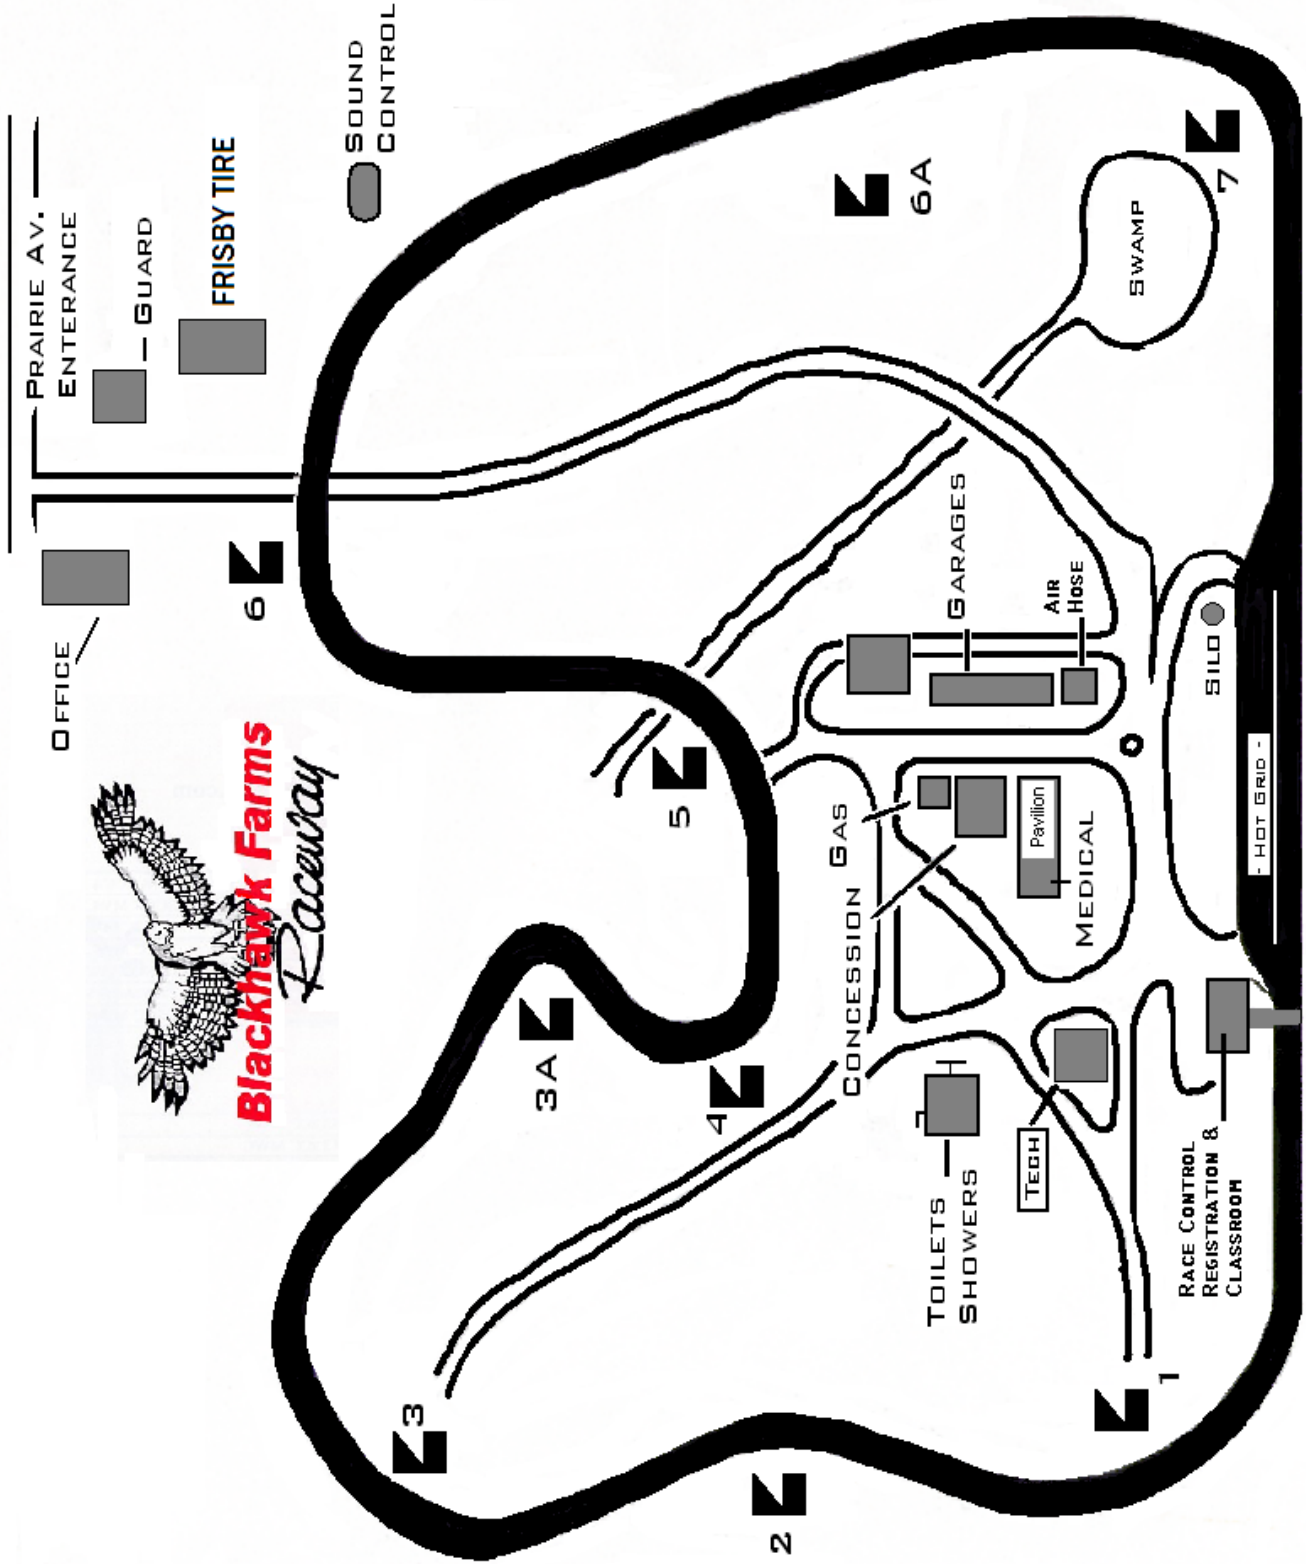 PRAIRIE AV.
ENTERANCE
GUARD
FRISBY TIRE
SOUND
CONTROL
OFFICE
Blackhawk Farms
Raceway
6
6A
7
SWAMP
GARAGES
AIR
HOSE
SILO
5
GAS
CONCESSION
Pavilion
MEDICAL
- HOT GRID -
3A
4
TOILETS
SHOWERS
TECH
RACE CONTROL
REGISTRATION &
CLASSROOM
3
2
1